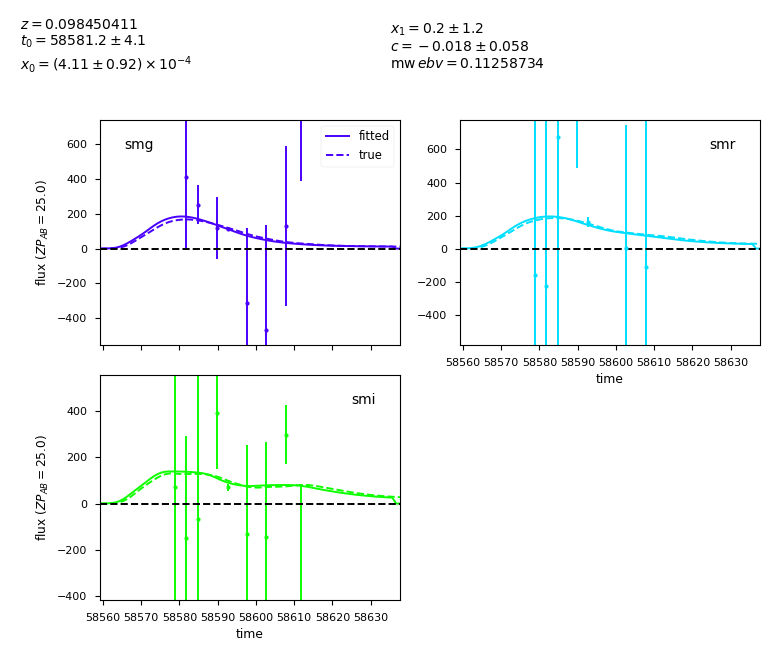 z = 0.098450411
t₀ = 58581.2 ± 4.1
x₀ = (4.11 ± 0.92) × 10⁻⁴
x₁ = 0.2 ± 1.2
c = −0.018 ± 0.058
mw ebv = 0.11258734
smg
fitted
true
600
400
200
0
−200
−400
flux (ZP_AB = 25.0)
smr
600
400
200
0
−200
−400
58560 58570 58580 58590 58600 58610 58620 58630
time
smi
400
200
0
−200
−400
flux (ZP_AB = 25.0)
58560 58570 58580 58590 58600 58610 58620 58630
time